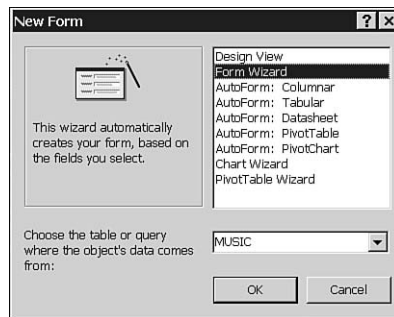 New Form
? ×
Design View
Form Wizard
AutoForm: Columnar
AutoForm: Tabular
AutoForm: Datasheet
AutoForm: PivotTable
AutoForm: PivotChart
Chart Wizard
PivotTable Wizard
This wizard automatically
creates your form, based on
the fields you select.
Choose the table or query
where the object's data comes
from:
MUSIC
OK
Cancel